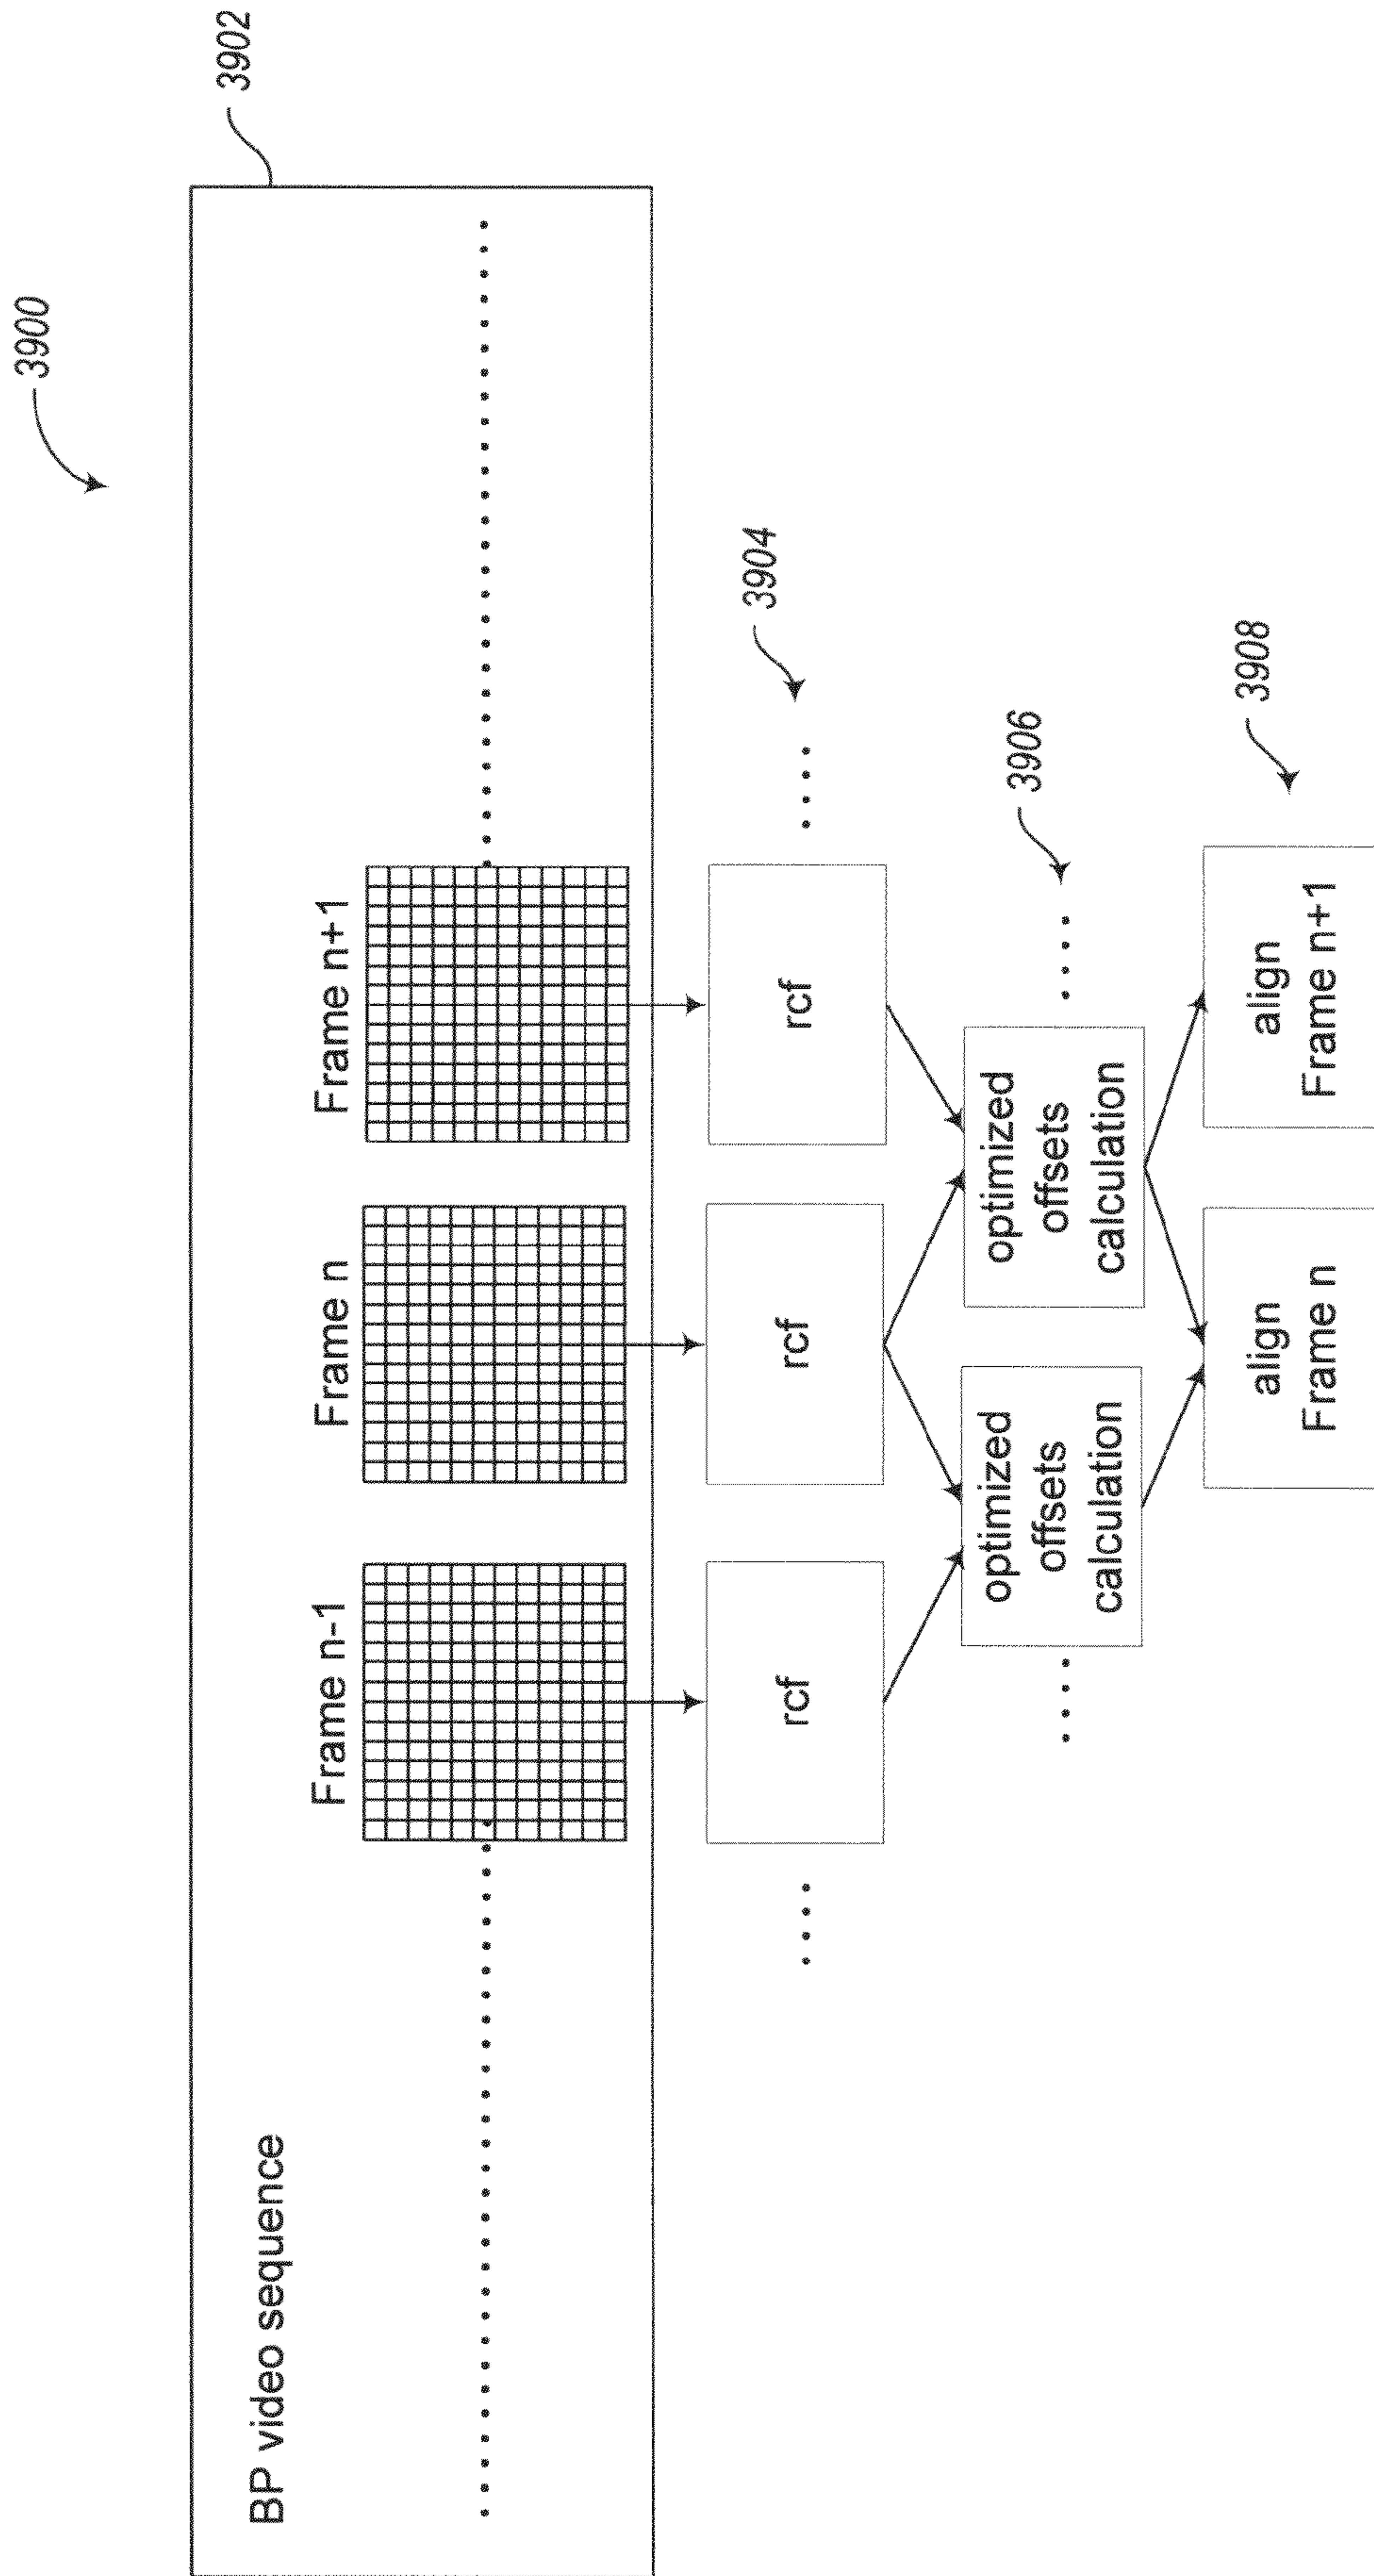 3900
3902
BP video sequence
Frame n-1
Frame n
Frame n+1
3904
rcf
rcf
rcf
3906
optimized
offsets
calculation
optimized
offsets
calculation
3908
align
Frame n
align
Frame n+1